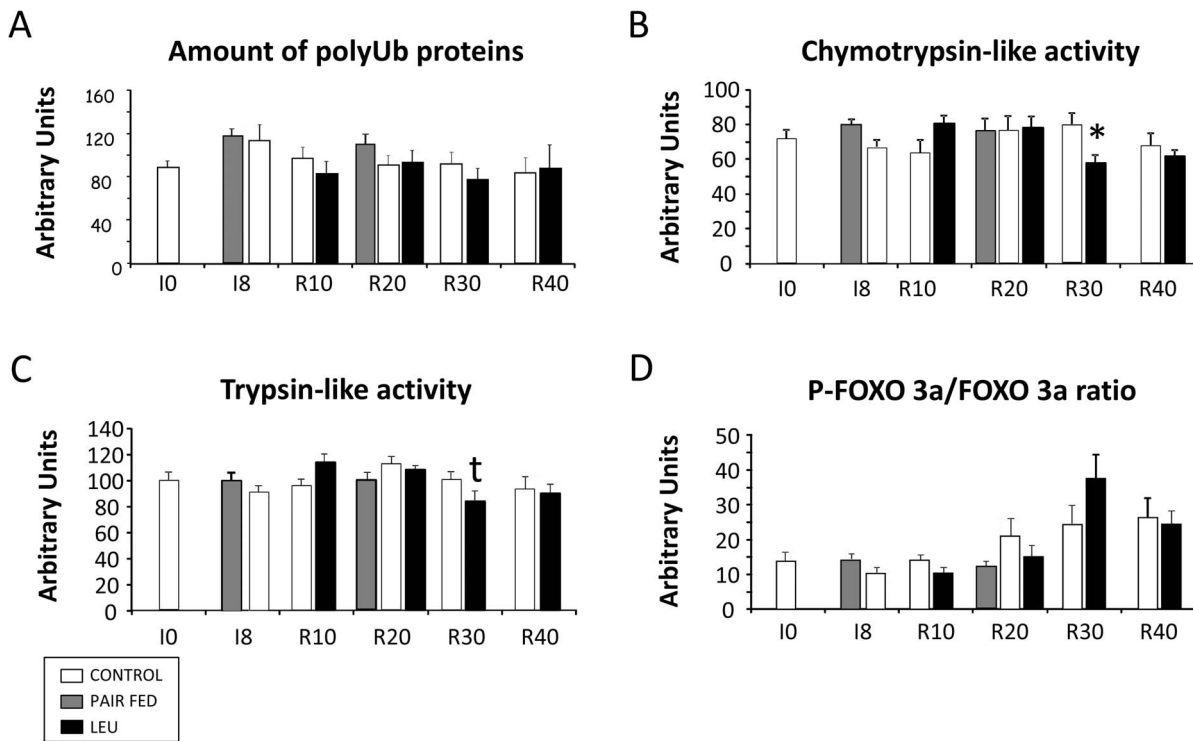 A
Amount of polyUb proteins
Arbitrary Units
160
120
80
40
0
I0 I8 R10 R20 R30 R40
B
Chymotrypsin-like activity
Arbitrary Units
100
80
60
40
20
0
*
I0 I8 R10 R20 R30 R40
C
Trypsin-like activity
Arbitrary Units
140
120
100
80
60
40
20
0
t
I0 I8 R10 R20 R30 R40
D
P-FOXO 3a/FOXO 3a ratio
Arbitrary Units
50
40
30
20
10
0
I0 I8 R10 R20 R30 R40
CONTROL
PAIR FED
LEU